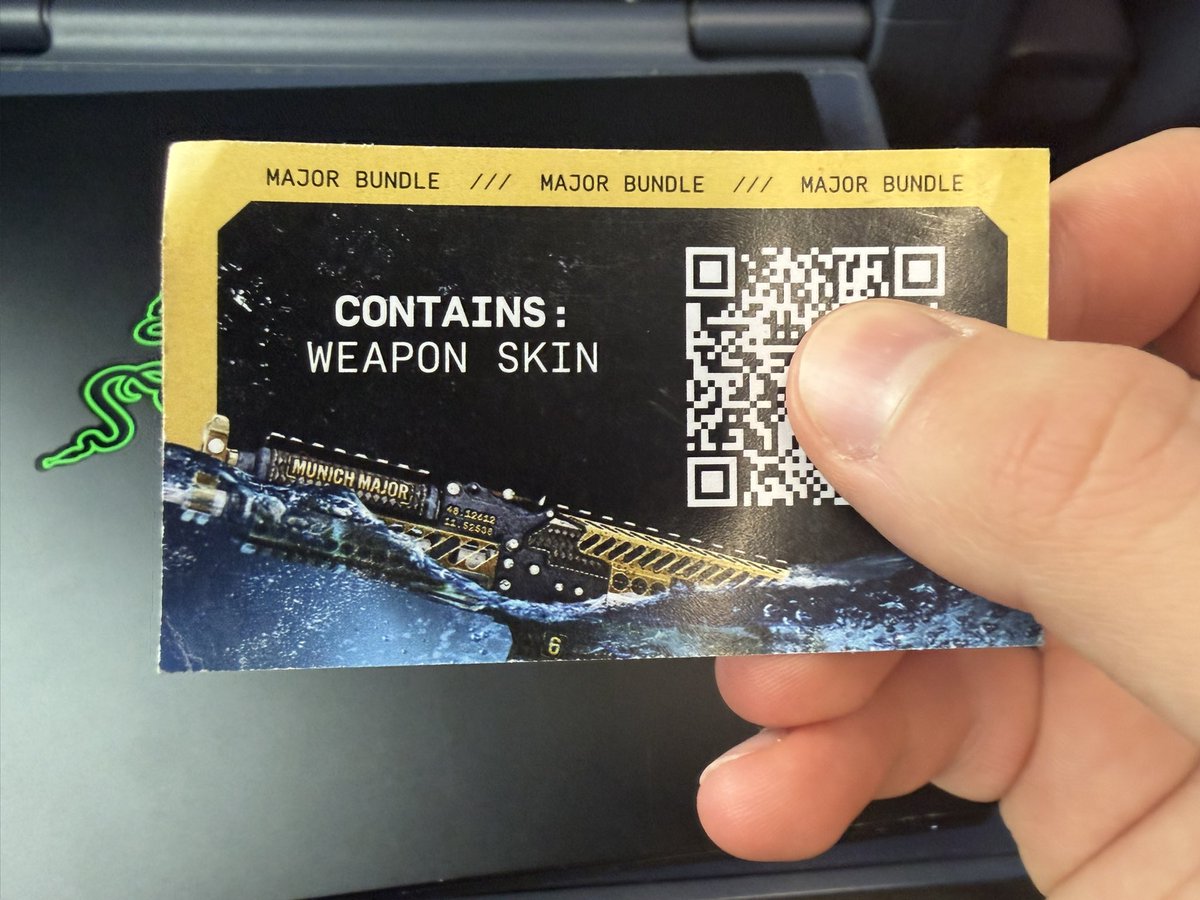 MAJOR BUNDLE /// MAJOR BUNDLE /// MAJOR BUNDLE
CONTAINS:
WEAPON SKIN
MUNICH MAJOR
48.12612
11.52538
6